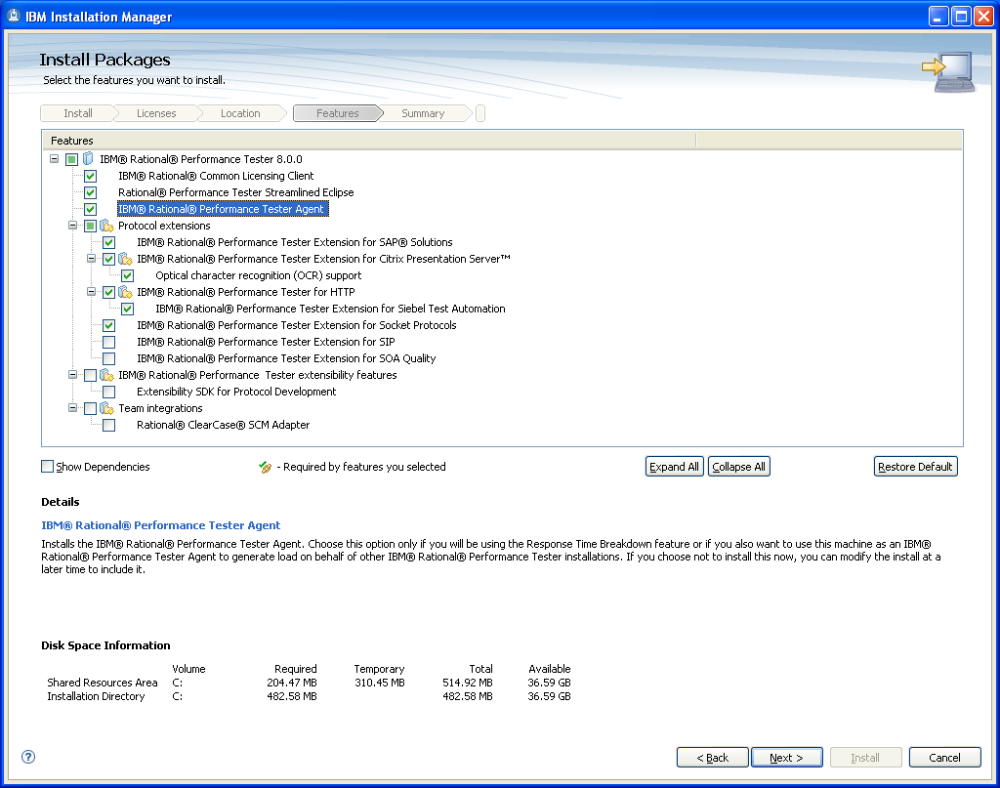 IBM Installation Manager
Install Packages
Select the features you want to install.
Install Licenses Location Features Summary
Features
IBM® Rational® Performance Tester 8.0.0
IBM® Rational® Common Licensing Client
Rational® Performance Tester Streamlined Eclipse
IBM® Rational® Performance Tester Agent
Protocol extensions
IBM® Rational® Performance Tester Extension for SAP® Solutions
IBM® Rational® Performance Tester Extension for Citrix Presentation Server™
Optical character recognition (OCR) support
IBM® Rational® Performance Tester for HTTP
IBM® Rational® Performance Tester Extension for Siebel Test Automation
IBM® Rational® Performance Tester Extension for Socket Protocols
IBM® Rational® Performance Tester Extension for SIP
IBM® Rational® Performance Tester Extension for SOA Quality
IBM® Rational® Performance  Tester extensibility features
Extensibility SDK for Protocol Development
Team integrations
Rational® ClearCase® SCM Adapter
Show Dependencies - Required by features you selected Expand All Collapse All Restore Default
Details
IBM® Rational® Performance Tester Agent
Installs the IBM® Rational® Performance Tester Agent. Choose this option only if you will be using the Response Time Breakdown feature or if you also want to use this machine as an IBM®
Rational® Performance Tester Agent to generate load on behalf of other IBM® Rational® Performance Tester installations. If you choose not to install this now, you can modify the install at a
later time to include it.
Disk Space Information
Volume Required Temporary Total Available
Shared Resources Area C: 204.47 MB 310.45 MB 514.92 MB 36.59 GB
Installation Directory C: 482.58 MB 482.58 MB 36.59 GB
? < Back Next > Install Cancel